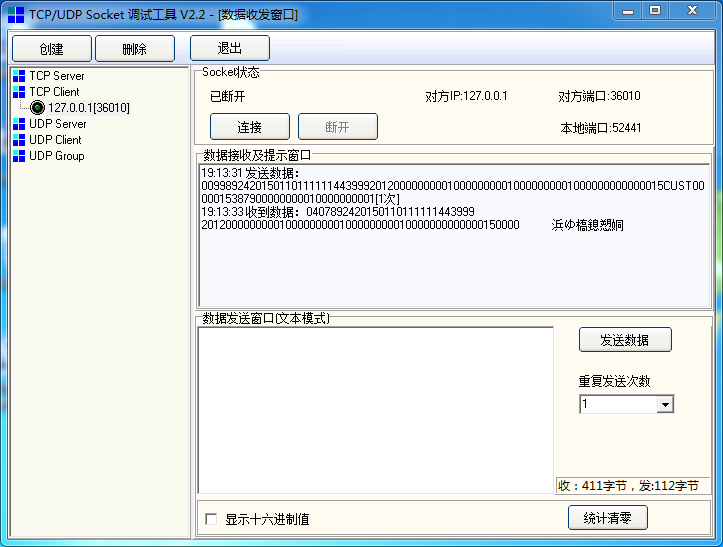 TCP/UDP Socket 调试工具 V2.2 - [数据收发窗口]
创建 删除 退出
TCP Server
TCP Client
127.0.0.1[36010]
UDP Server
UDP Client
UDP Group
Socket状态
已断开 对方IP:127.0.0.1 对方端口:36010
连接 断开 本地端口:52441
数据接收及提示窗口
19:13:31 发送数据：
0099892420150110111111443999201200000000010000000001000000000100000000000015CUST00
00001538790000000010000000001[1次]
19:13:33 收到数据：0407892420150110111111443999
2012000000000100000000010000000001000000000000150000 浜ゆ槗鎴愬姛
数据发送窗口(文本模式)
发送数据
重复发送次数
1
收：411字节，发:112字节
显示十六进制值 统计清零